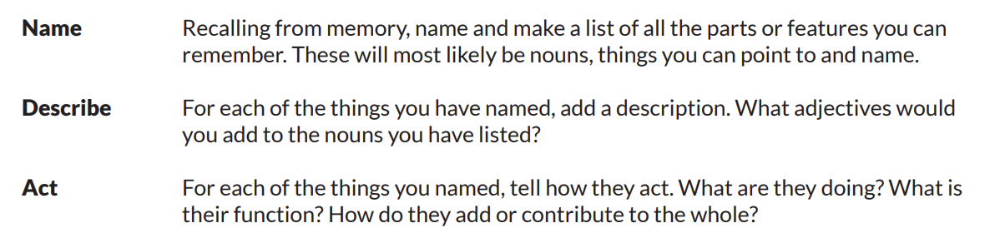 Name Recalling from memory, name and make a list of all the parts or features you can
remember. These will most likely be nouns, things you can point to and name.
Describe For each of the things you have named, add a description. What adjectives would
you add to the nouns you have listed?
Act For each of the things you named, tell how they act. What are they doing? What is
their function? How do they add or contribute to the whole?